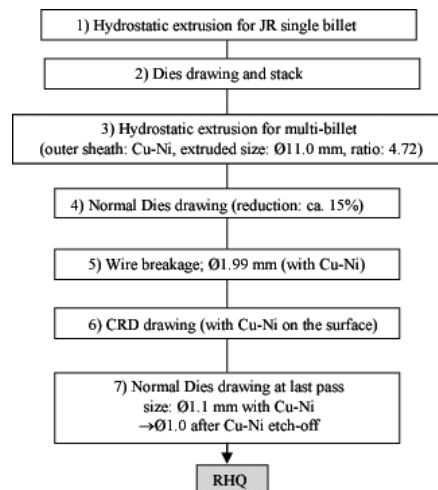 1) Hydrostatic extrusion for JR single billet
2) Dies drawing and stack
3) Hydrostatic extrusion for multi-billet
(outer sheath: Cu-Ni, extruded size: Ø11.0 mm, ratio: 4.72)
4) Normal Dies drawing (reduction: ca. 15%)
5) Wire breakage; Ø1.99 mm (with Cu-Ni)
6) CRD drawing (with Cu-Ni on the surface)
7) Normal Dies drawing at last pass
size: Ø1.1 mm with Cu-Ni
→Ø1.0 after Cu-Ni etch-off
RHQ